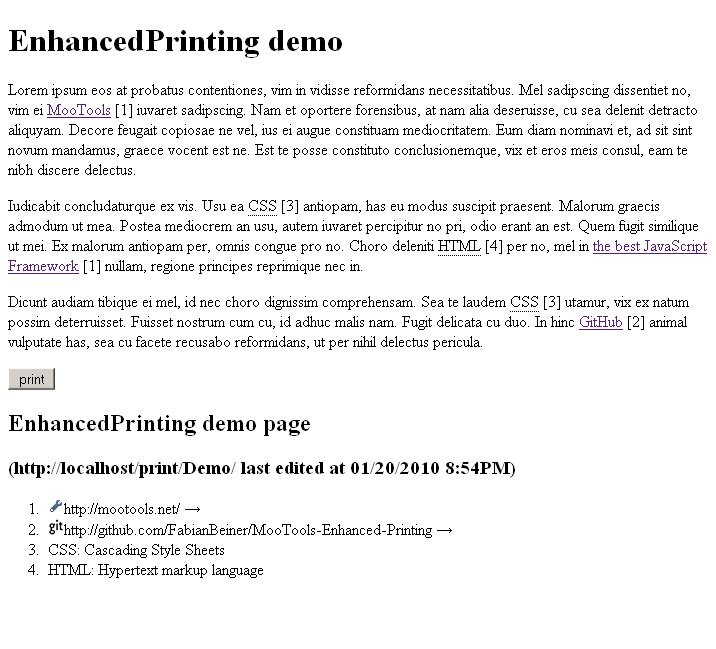 EnhancedPrinting demo
Lorem ipsum eos at probatus contentiones, vim in vidisse reformidans necessitatibus. Mel sadipscing dissentiet no,
vim ei MooTools [1] iuvaret sadipscing. Nam et oportere forensibus, at nam alia deseruisse, cu sea delenit detracto
aliquyam. Decore feugait copiosae ne vel, ius ei augue constituam mediocritatem. Eum diam nominavi et, ad sit sint
novum mandamus, graece vocent est ne. Est te posse constituto conclusionemque, vix et eros meis consul, eam te
nibh discere delectus.
Iudicabit concludaturque ex vis. Usu ea CSS [3] antiopam, has eu modus suscipit praesent. Malorum graecis
admodum ut mea. Postea mediocrem an usu, autem iuvaret percipitur no pri, odio erant an est. Quem fugit similique
ut mei. Ex malorum antiopam per, omnis congue pro no. Choro deleniti HTML [4] per no, mel in the best JavaScript
Framework [1] nullam, regione principes reprimique nec in.
Dicunt audiam tibique ei mel, id nec choro dignissim comprehensam. Sea te laudem CSS [3] utamur, vix ex natum
possim deterruisset. Fuisset nostrum cum cu, id adhuc malis nam. Fugit delicata cu duo. In hinc GitHub [2] animal
vulputate has, sea cu facete recusabo reformidans, ut per nihil delectus pericula.
print
EnhancedPrinting demo page
(http://localhost/print/Demo/ last edited at 01/20/2010 8:54PM)
1. http://mootools.net/ →
2. git http://github.com/FabianBeiner/MooTools-Enhanced-Printing →
3. CSS: Cascading Style Sheets
4. HTML: Hypertext markup language